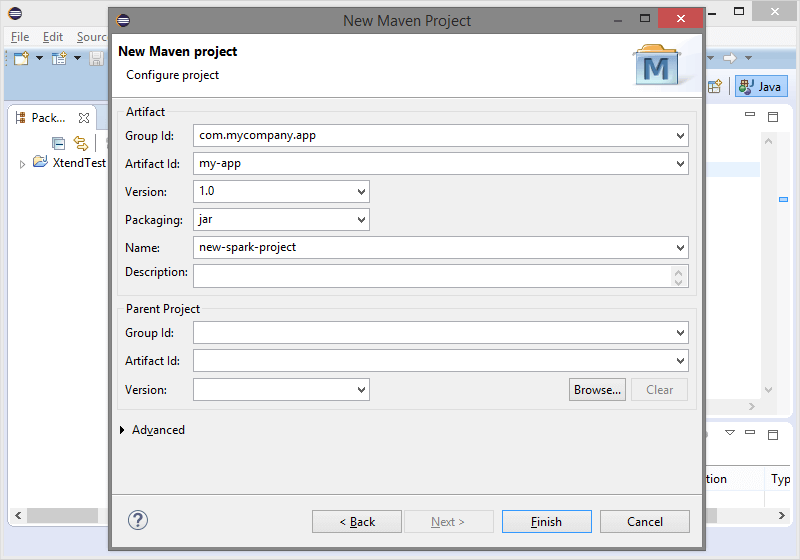 New Maven Project
File Edit
New Maven project
Configure project
M
Java
Pack...
XtendTest
Artifact
Group Id: com.mycompany.app
Artifact Id: my-app
Version: 1.0
Packaging: jar
Name: new-spark-project
Description:
Parent Project
Group Id:
Artifact Id:
Version:
Browse... Clear
Advanced
Typ
< Back Next > Finish Cancel